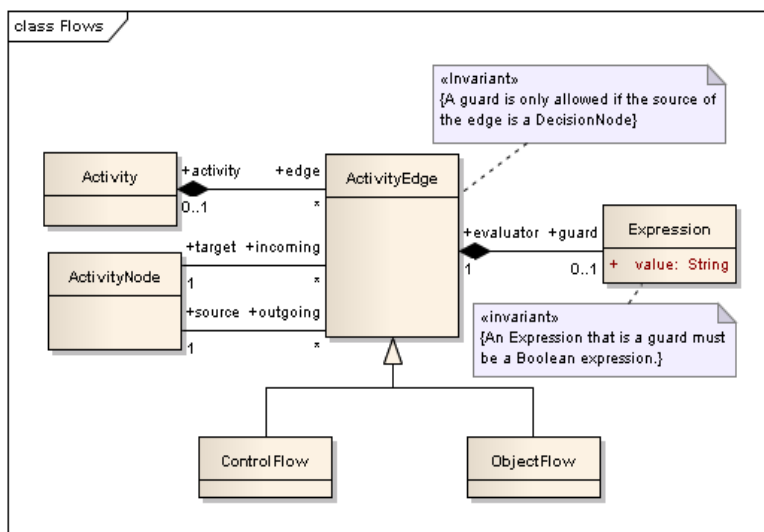 class Flows
«Invariant»
{A guard is only allowed if the source of
the edge is a DecisionNode}
Activity
+activity +edge
0..1 *
ActivityEdge
+evaluator +guard
1 0..1
Expression
+ value: String
ActivityNode
+target +incoming
1 *
+source +outgoing
1 *
«invariant»
{An Expression that is a guard must
be a Boolean expression.}
ControlFlow
ObjectFlow